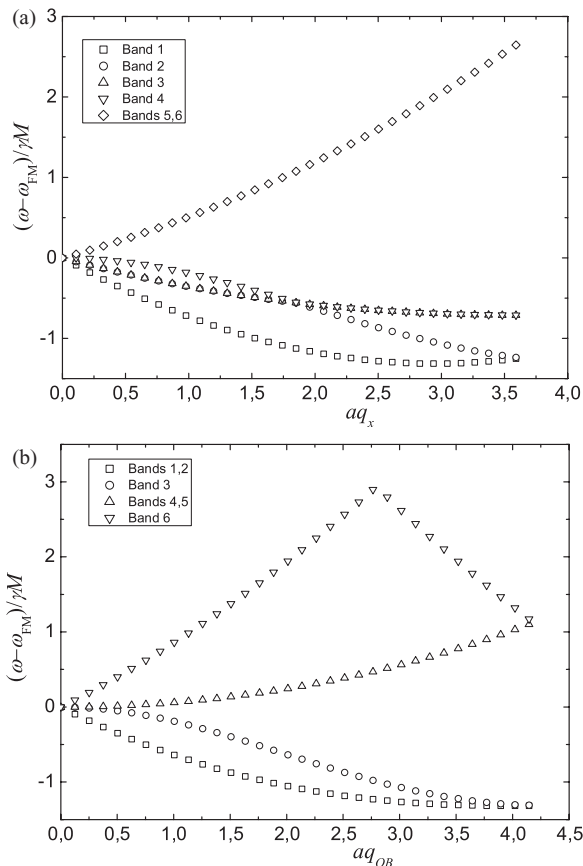 (a)
3
2
1
0
-1
(ω−ω_FM)/γM
Band 1
Band 2
Band 3
Band 4
Bands 5,6
0,0 0,5 1,0 1,5 2,0 2,5 3,0 3,5 4,0
aq_x
(b)
3
2
1
0
-1
(ω−ω_FM)/γM
Bands 1,2
Band 3
Bands 4,5
Band 6
0,0 0,5 1,0 1,5 2,0 2,5 3,0 3,5 4,0 4,5
aq_OB